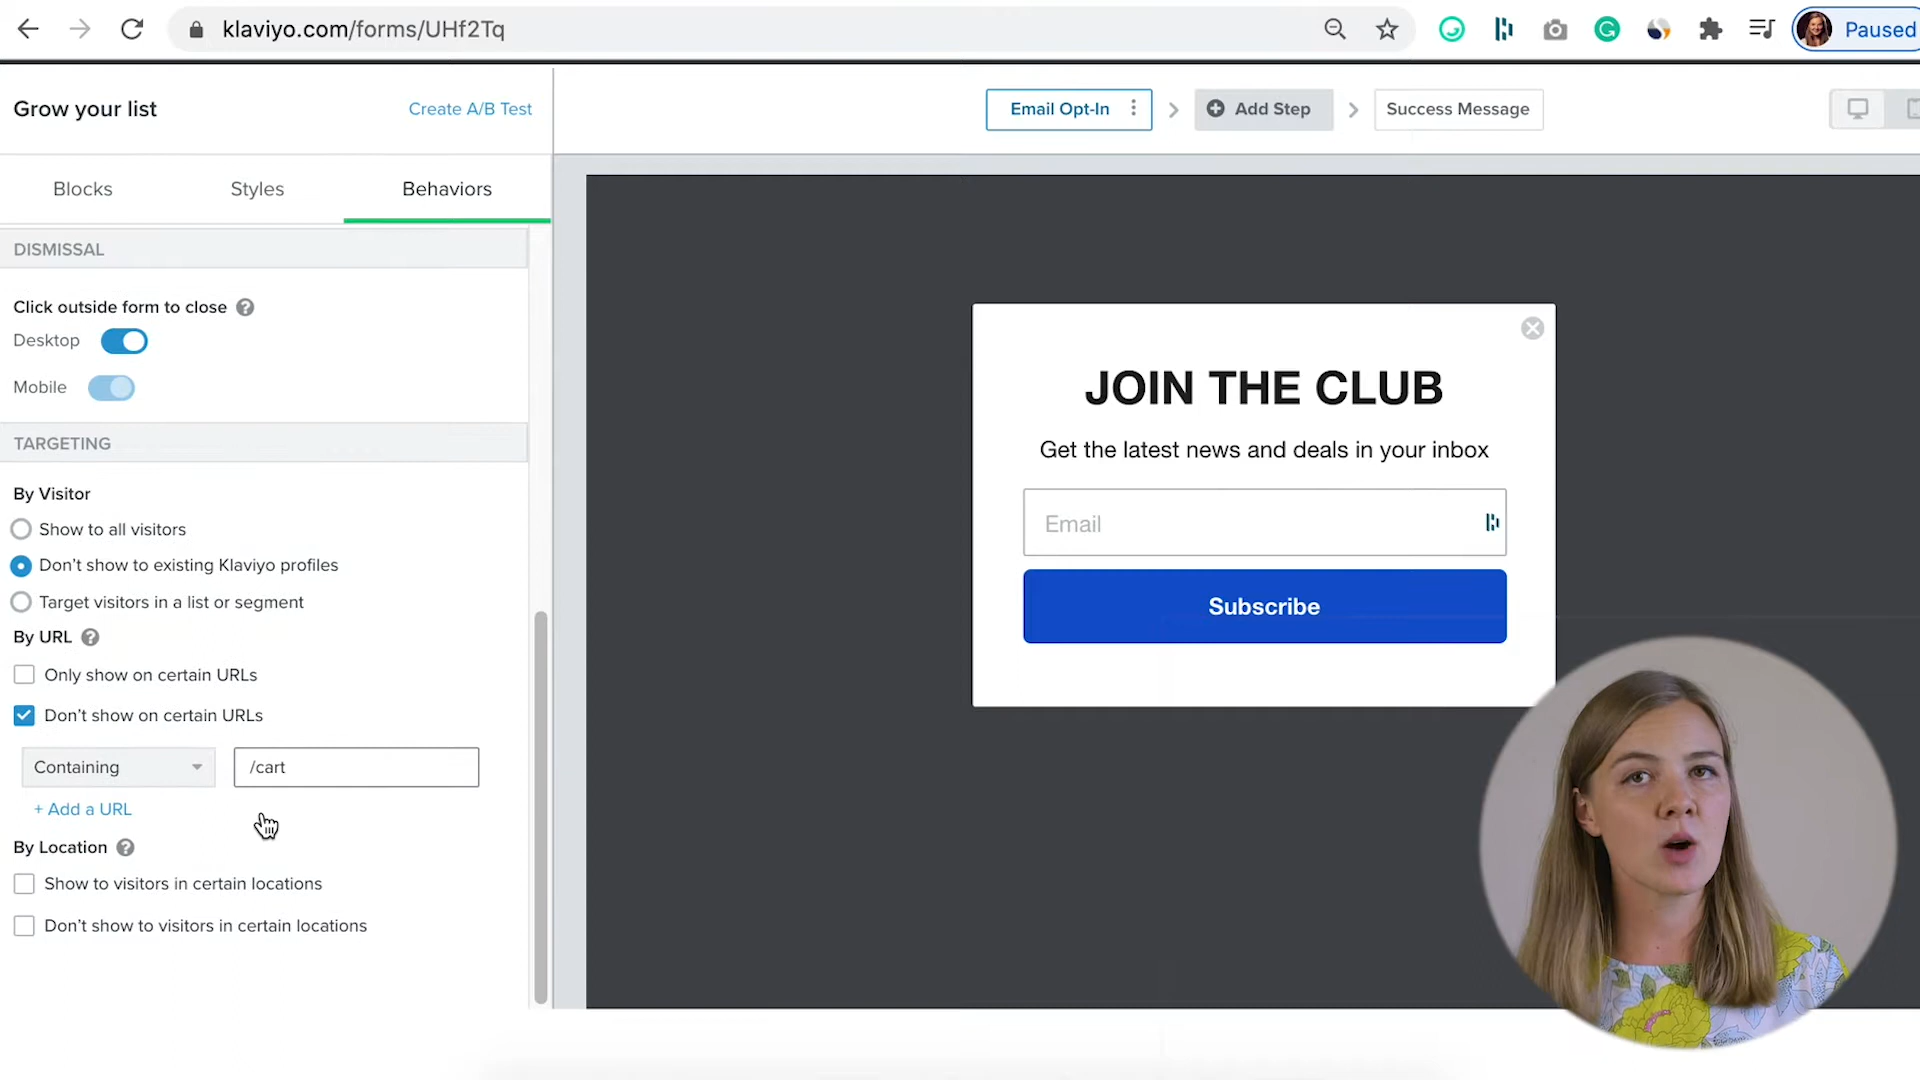 klaviyo.com/forms/UHf2Tq
Paused
Grow your list
Create A/B Test
Email Opt-In
Add Step
Success Message
Blocks
Styles
Behaviors
DISMISSAL
Click outside form to close
Desktop
Mobile
TARGETING
By Visitor
Show to all visitors
Don't show to existing Klaviyo profiles
Target visitors in a list or segment
By URL
Only show on certain URLs
Don't show on certain URLs
Containing
/cart
+ Add a URL
By Location
Show to visitors in certain locations
Don't show to visitors in certain locations
JOIN THE CLUB
Get the latest news and deals in your inbox
Email
Subscribe